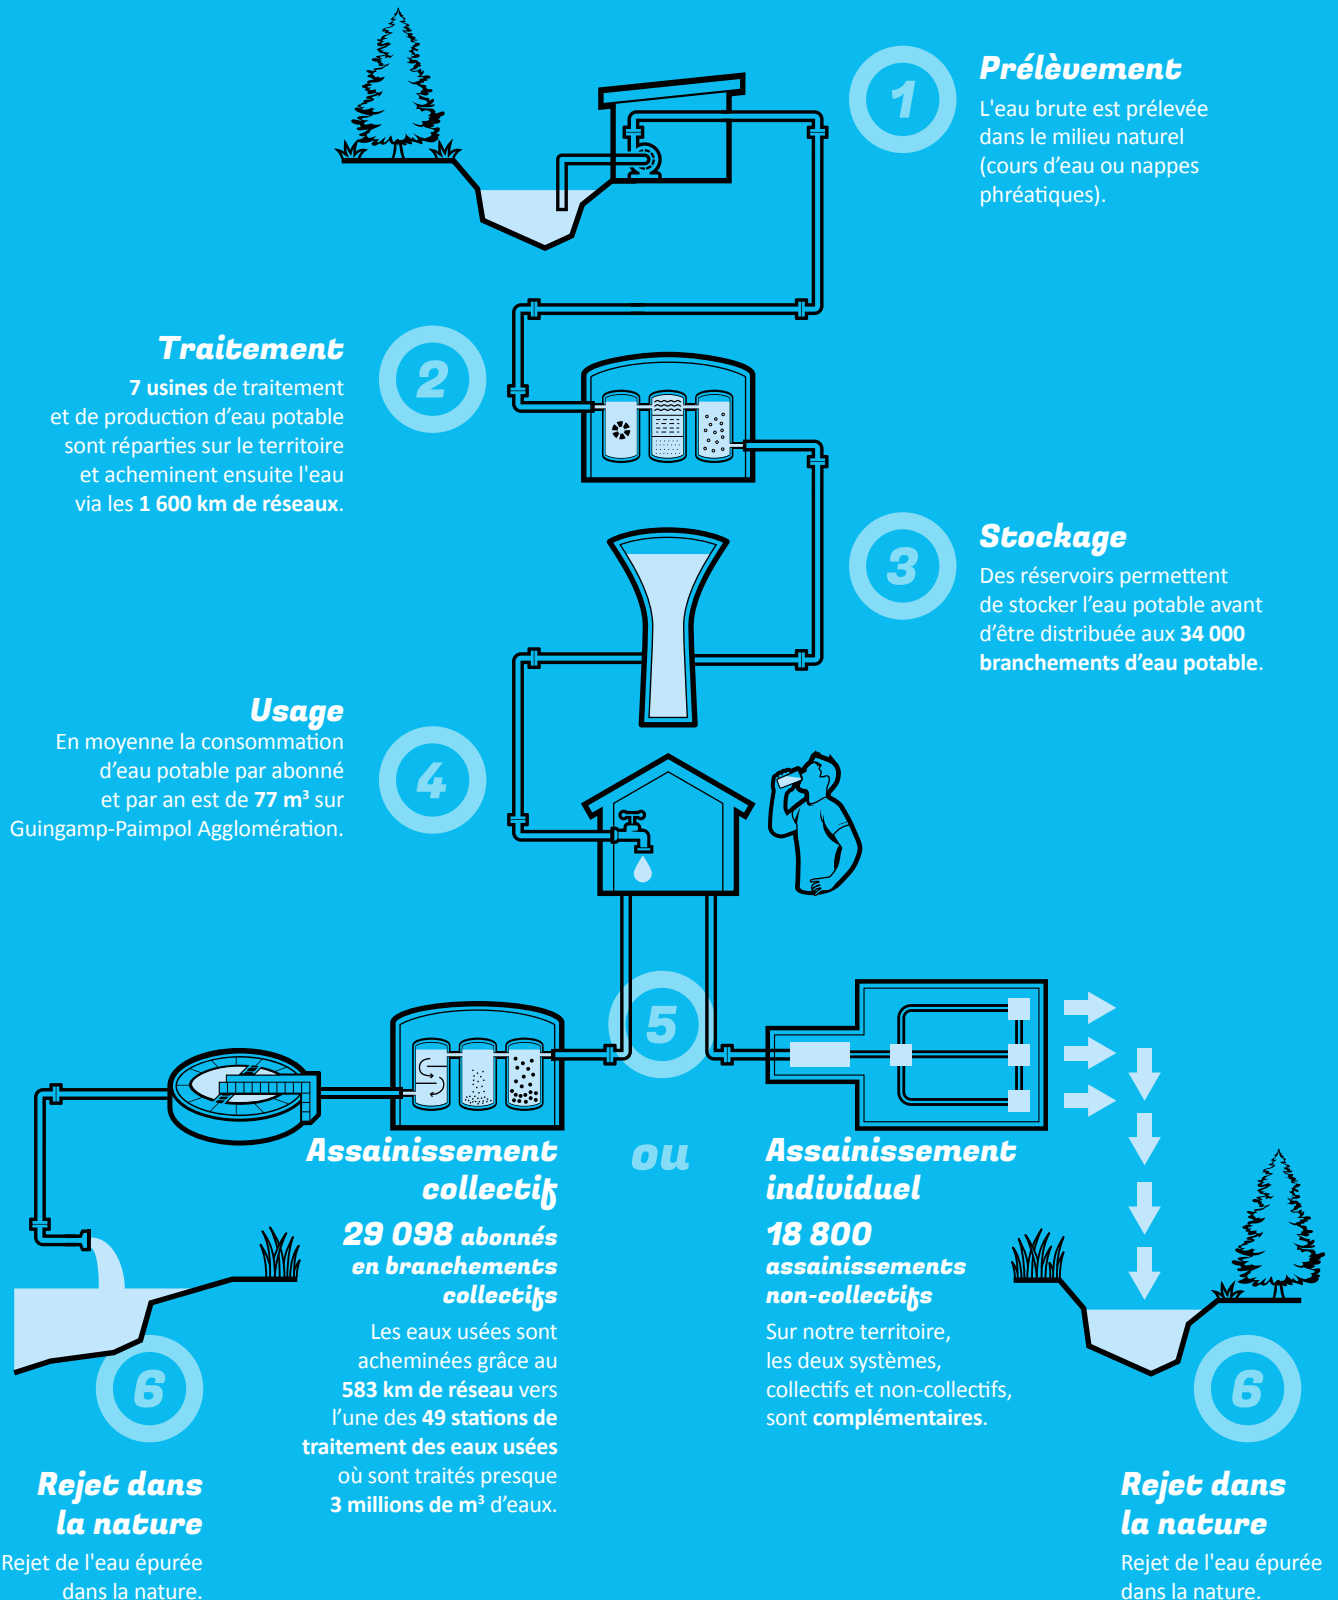 1
Prélèvement
L'eau brute est prélevée
dans le milieu naturel
(cours d'eau ou nappes
phréatiques).
2
Traitement
7 usines de traitement
et de production d'eau potable
sont réparties sur le territoire
et acheminent ensuite l'eau
via les 1 600 km de réseaux.
3
Stockage
Des réservoirs permettent
de stocker l'eau potable avant
d'être distribuée aux 34 000
branchements d'eau potable.
4
Usage
En moyenne la consommation
d'eau potable par abonné
et par an est de 77 m³ sur
Guingamp-Paimpol Agglomération.
5
Assainissement
collectif
29 098 abonnés
en branchements
collectifs
Les eaux usées sont
acheminées grâce au
583 km de réseau vers
l'une des 49 stations de
traitement des eaux usées
où sont traités presque
3 millions de m³ d'eaux.
ou
Assainissement
individuel
18 800
assainissements
non-collectifs
Sur notre territoire,
les deux systèmes,
collectifs et non-collectifs,
sont complémentaires.
6
Rejet dans
la nature
Rejet de l'eau épurée
dans la nature.
6
Rejet dans
la nature
Rejet de l'eau épurée
dans la nature.